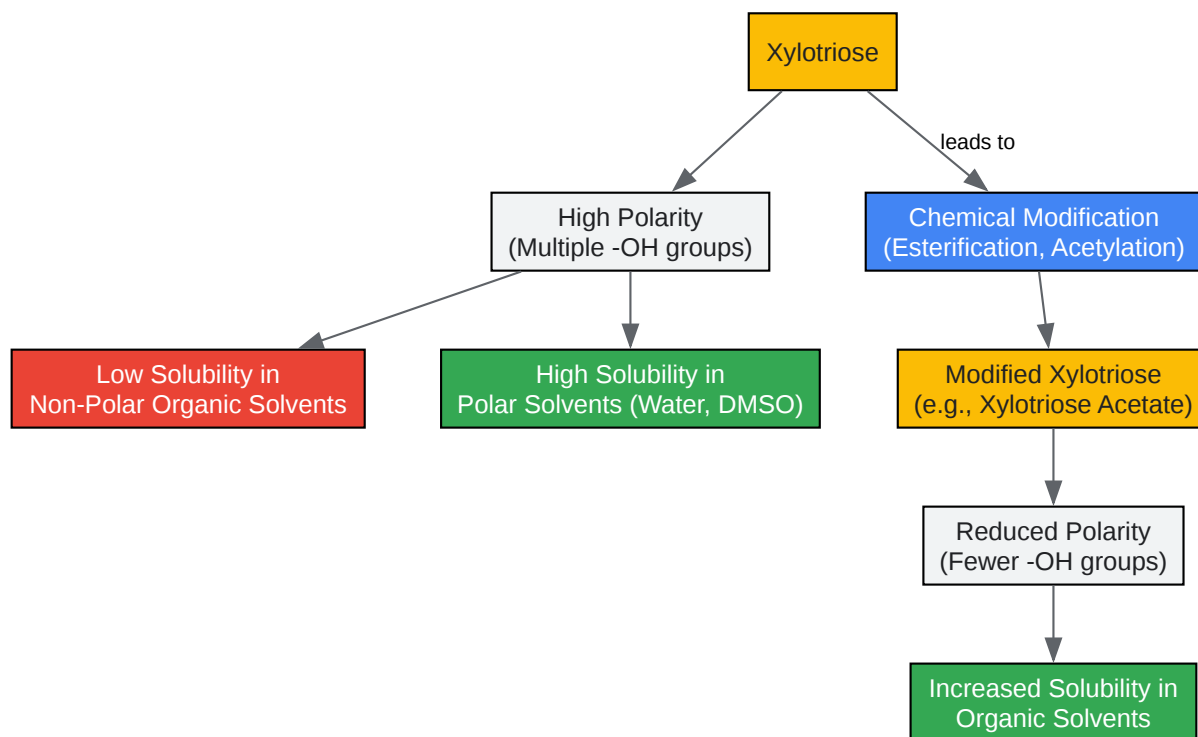 Xylotriose
leads to
High Polarity
(Multiple -OH groups)
Chemical Modification
(Esterification, Acetylation)
Low Solubility in
Non-Polar Organic Solvents
High Solubility in
Polar Solvents (Water, DMSO)
Modified Xylotriose
(e.g., Xylotriose Acetate)
Reduced Polarity
(Fewer -OH groups)
Increased Solubility in
Organic Solvents